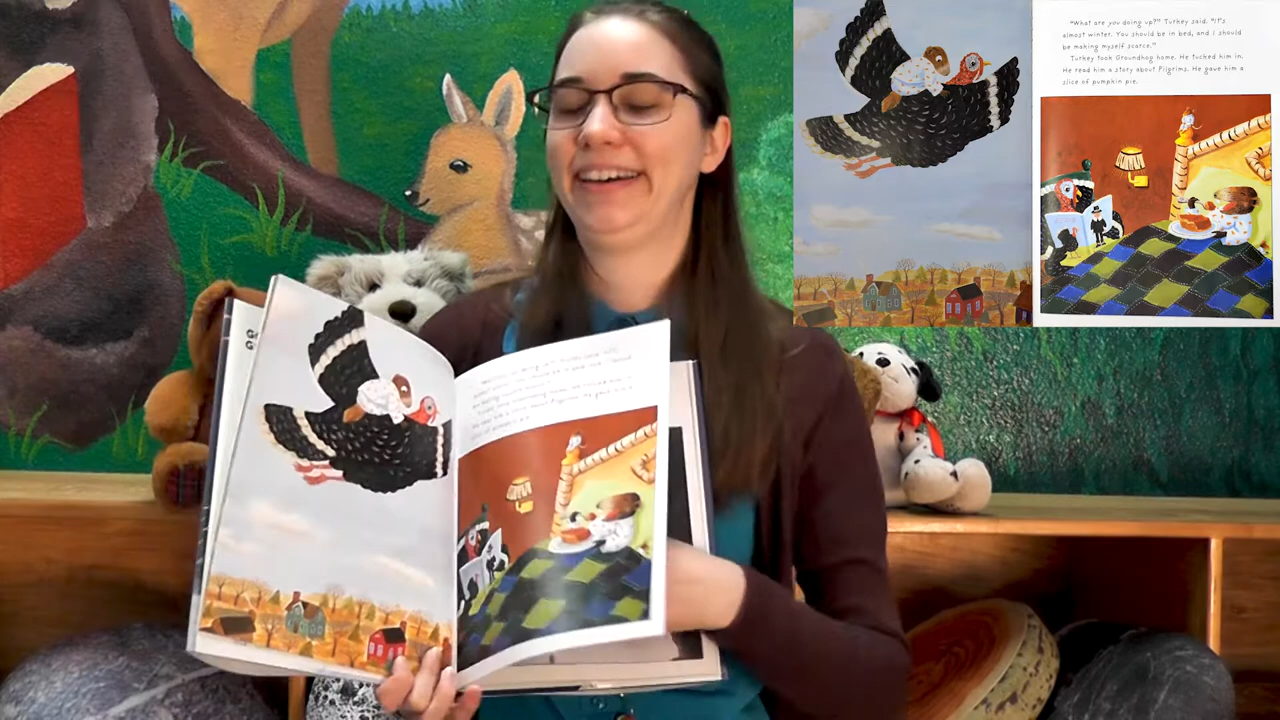 "What are you doing up?" Turkey said. "It's
almost winter. You should be in bed, and I should
be making myself scarce."
Turkey took Groundhog home. He tucked him in.
He read him a story about Pilgrims. He gave him a
slice of pumpkin pie.